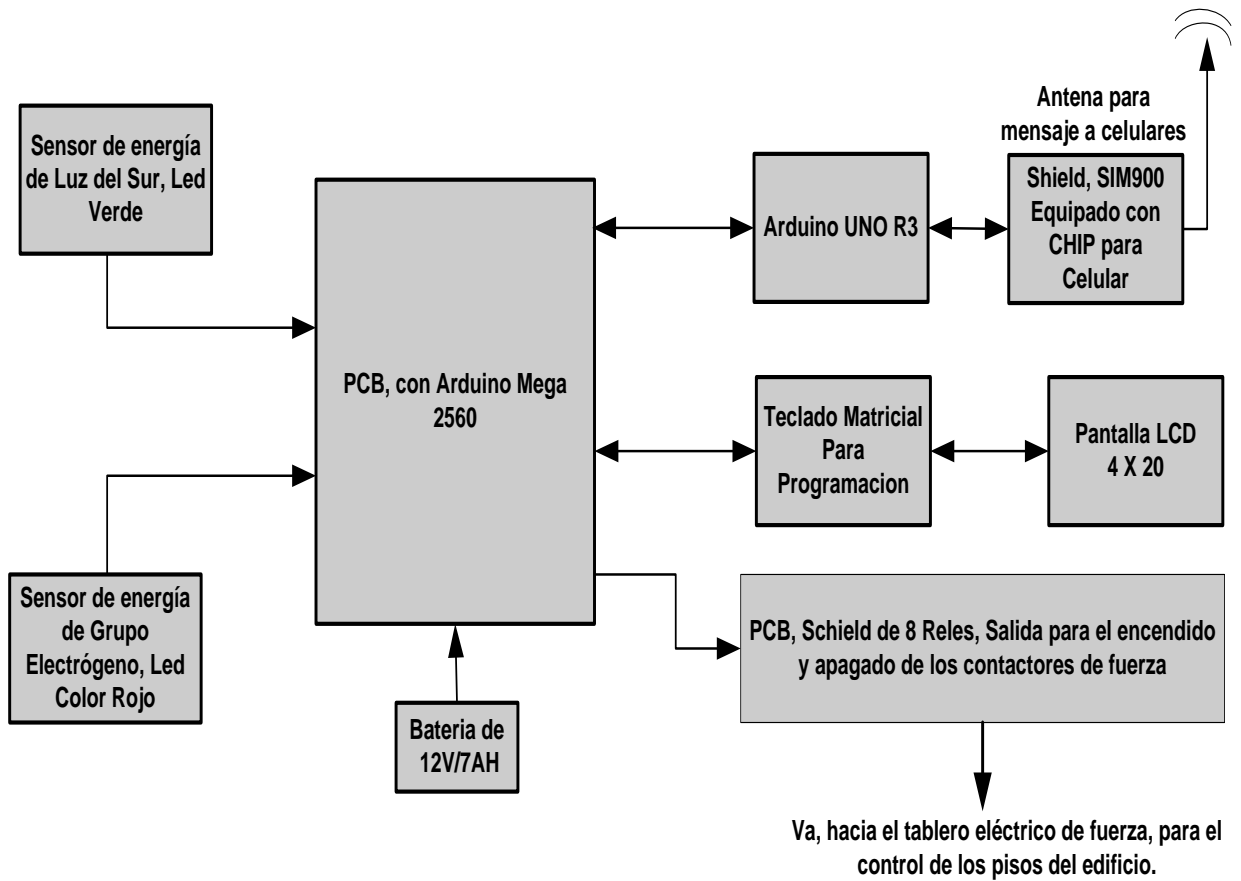 Antena para
mensaje a celulares
Sensor de energía
de Luz del Sur, Led
Verde
Arduino UNO R3
Shield, SIM900
Equipado con
CHIP para
Celular
PCB, con Arduino Mega
2560
Teclado Matricial
Para
Programacion
Pantalla LCD
4 X 20
Sensor de energía
de Grupo
Electrógeno, Led
Color Rojo
PCB, Schield de 8 Reles, Salida para el encendido
y apagado de los contactores de fuerza
Bateria de
12V/7AH
Va, hacia el tablero eléctrico de fuerza, para el
control de los pisos del edificio.